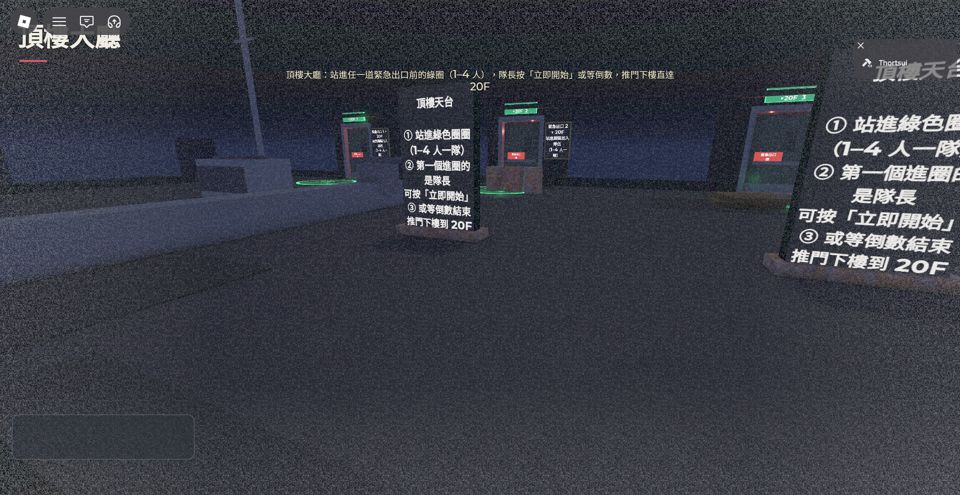 頂樓大廳
頂樓大廳：站進任一道緊急出口前的綠圈（1–4 人），隊長按「立即開始」或等倒數，推門下樓直達
20F
Thortsui
頂樓天台
① 站進綠色圈圈
（1–4 人一隊）
② 第一個進圈的
是隊長
可按「立即開始」
③ 或等倒數結束
推門下樓到 20F
頂樓天台
① 站進綠色圈
（1–4 人一隊
② 第一個進圈的
是隊長
可按「立即開始」
③ 或等倒數結束
推門下樓到 20F